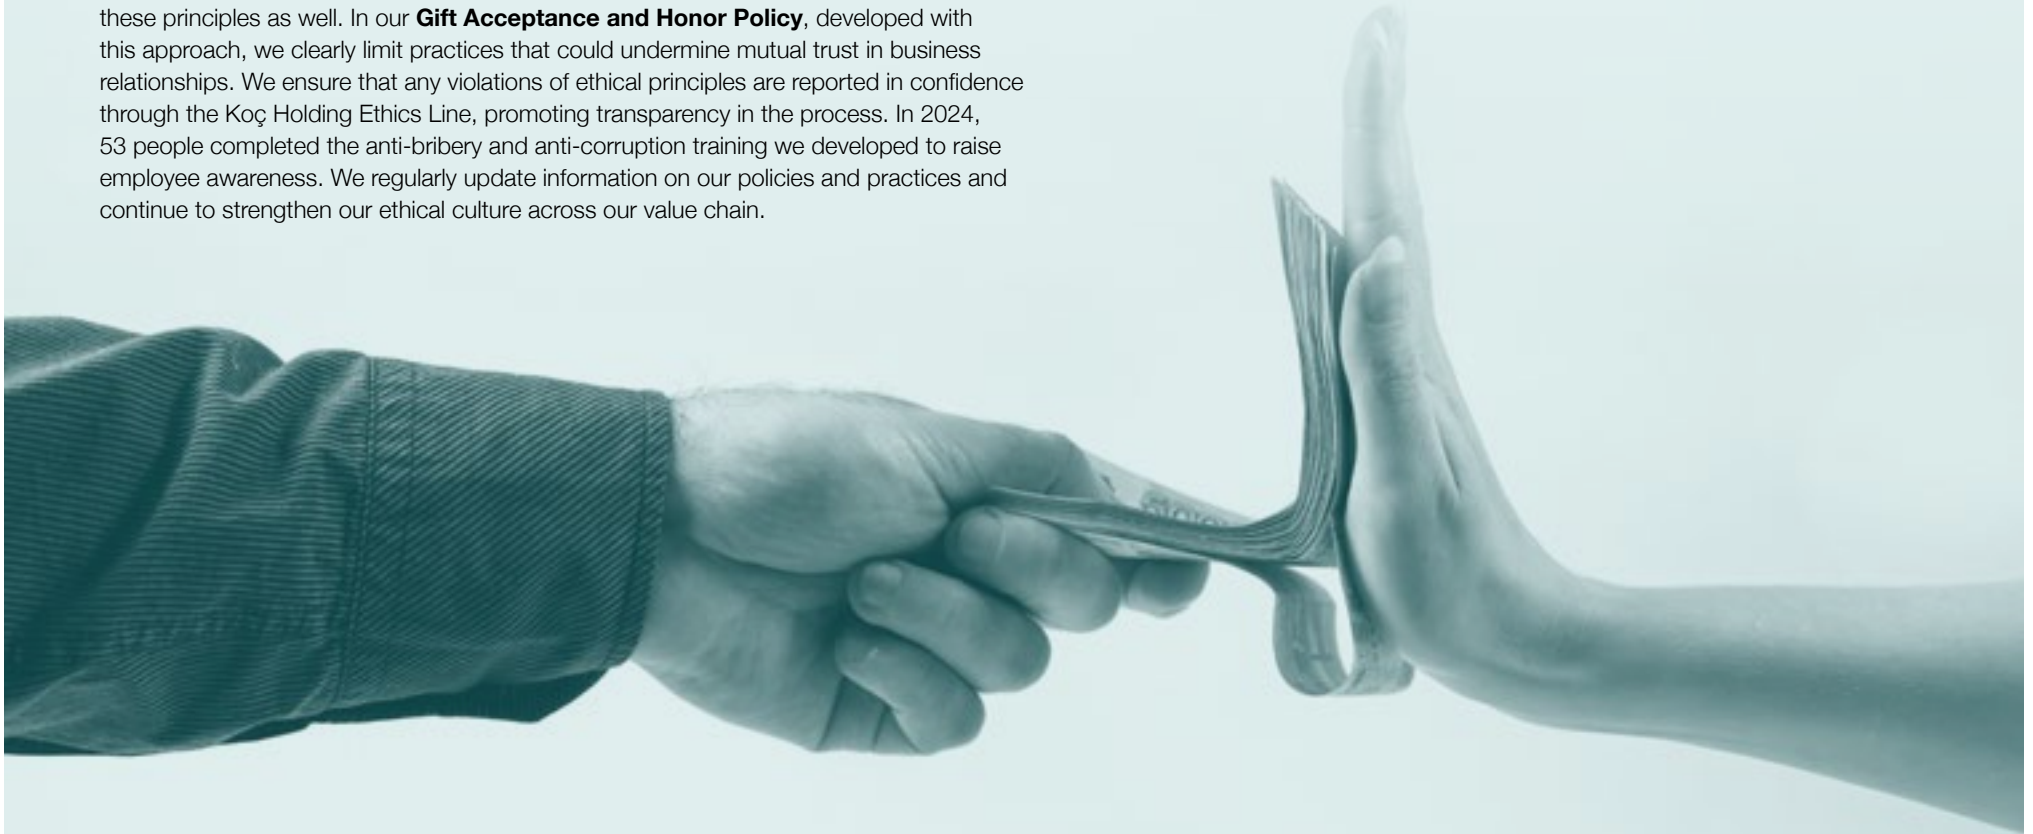 these principles as well. In our Gift Acceptance and Honor Policy, developed with
this approach, we clearly limit practices that could undermine mutual trust in business
relationships. We ensure that any violations of ethical principles are reported in confidence
through the Koç Holding Ethics Line, promoting transparency in the process. In 2024,
53 people completed the anti-bribery and anti-corruption training we developed to raise
employee awareness. We regularly update information on our policies and practices and
continue to strengthen our ethical culture across our value chain.